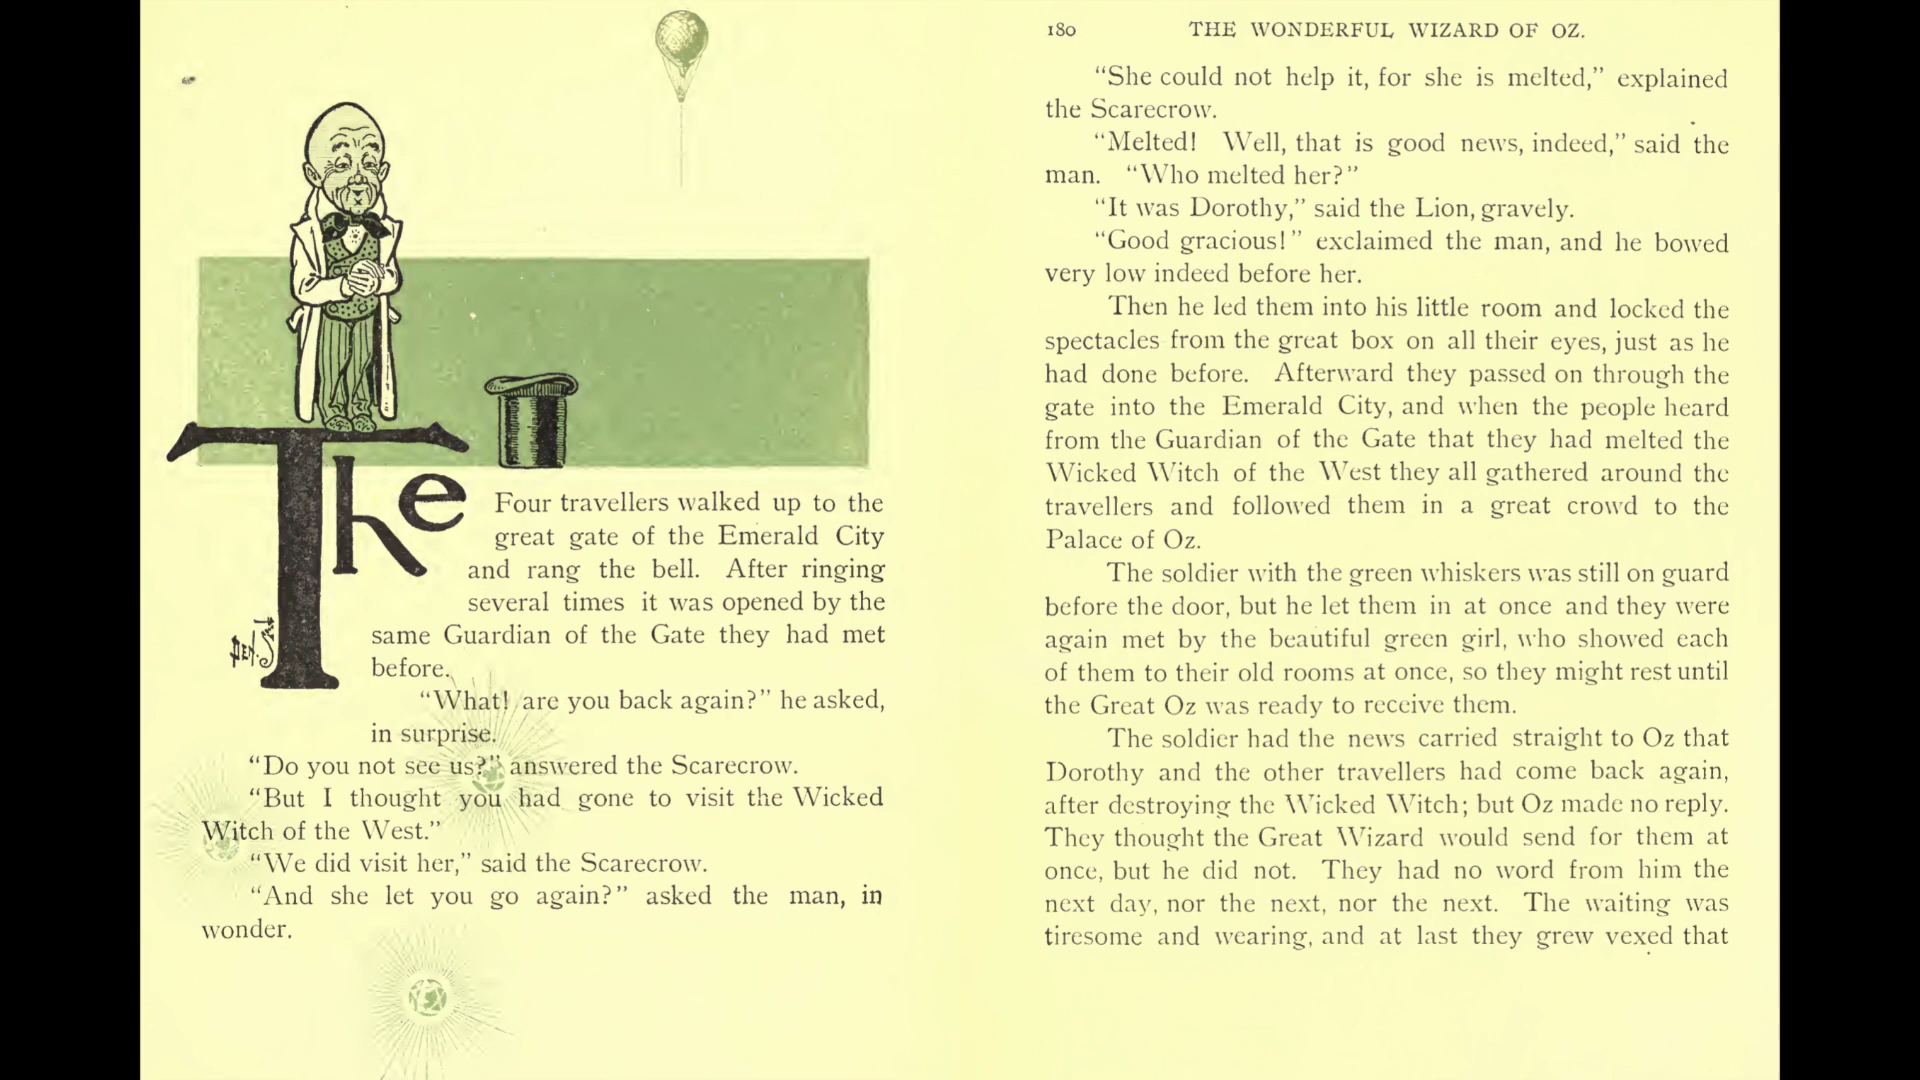 The Four travellers walked up to the
great gate of the Emerald City
and rang the bell. After ringing
several times it was opened by the
same Guardian of the Gate they had met
before.
“What! are you back again?” he asked,
in surprise.
“Do you not see us?” answered the Scarecrow.
“But I thought you had gone to visit the Wicked
Witch of the West.”
“We did visit her,” said the Scarecrow.
“And she let you go again?” asked the man, in
wonder.
180 THE WONDERFUL WIZARD OF OZ.
“She could not help it, for she is melted,” explained
the Scarecrow.
“Melted! Well, that is good news, indeed,” said the
man. “Who melted her?”
“It was Dorothy,” said the Lion, gravely.
“Good gracious!” exclaimed the man, and he bowed
very low indeed before her.
Then he led them into his little room and locked the
spectacles from the great box on all their eyes, just as he
had done before. Afterward they passed on through the
gate into the Emerald City, and when the people heard
from the Guardian of the Gate that they had melted the
Wicked Witch of the West they all gathered around the
travellers and followed them in a great crowd to the
Palace of Oz.
The soldier with the green whiskers was still on guard
before the door, but he let them in at once and they were
again met by the beautiful green girl, who showed each
of them to their old rooms at once, so they might rest until
the Great Oz was ready to receive them.
The soldier had the news carried straight to Oz that
Dorothy and the other travellers had come back again,
after destroying the Wicked Witch; but Oz made no reply.
They thought the Great Wizard would send for them at
once, but he did not. They had no word from him the
next day, nor the next, nor the next. The waiting was
tiresome and wearing, and at last they grew vexed that